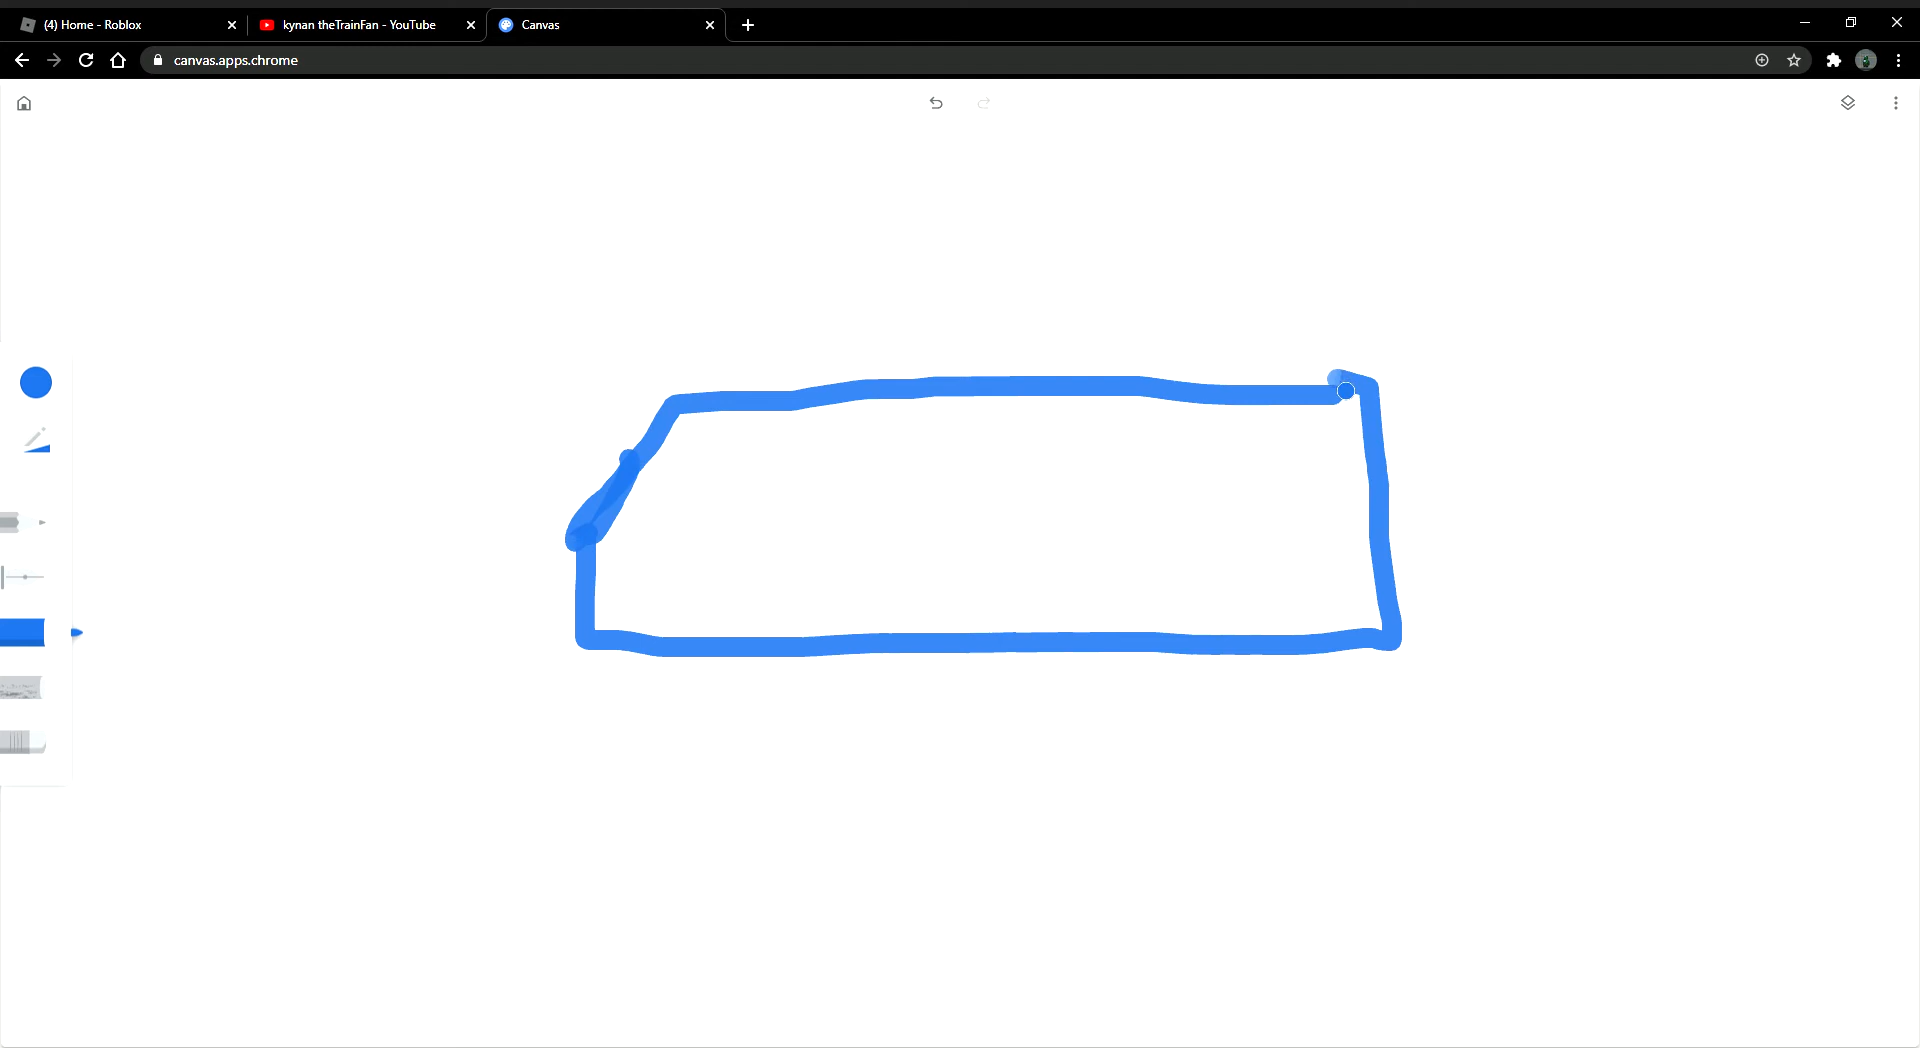 (4) Home - Roblox
kynan theTrainFan - YouTube
Canvas
canvas.apps.chrome